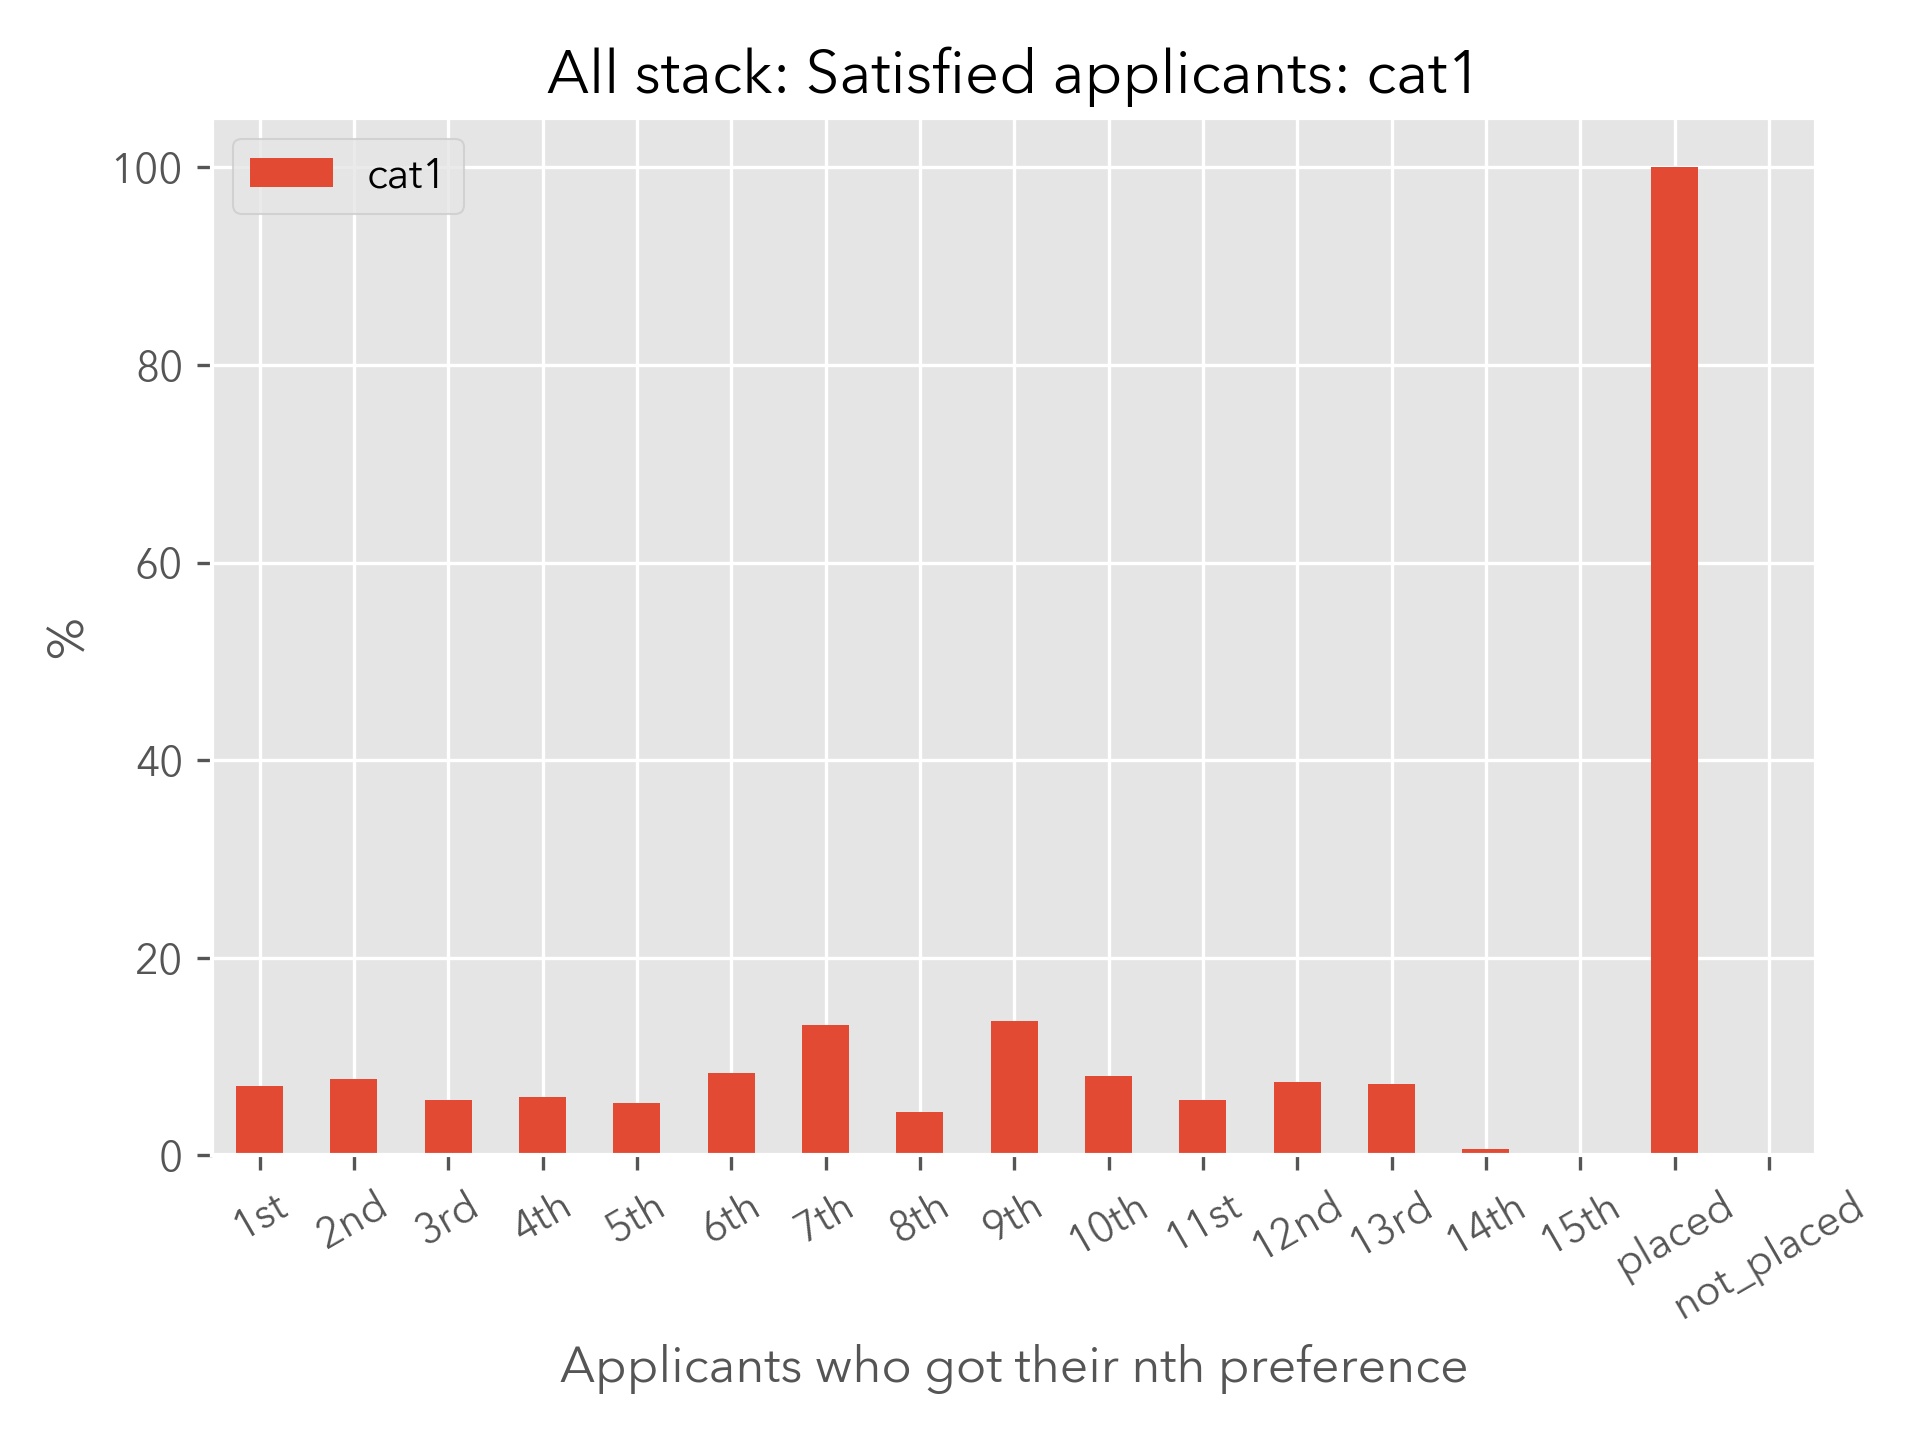 All stack: Satisfied applicants: cat1
cat1
100
80
60
40
20
0
%
1st 2nd 3rd 4th 5th 6th 7th 8th 9th 10th 11st 12nd 13rd 14th 15th placed not_placed
Applicants who got their nth preference